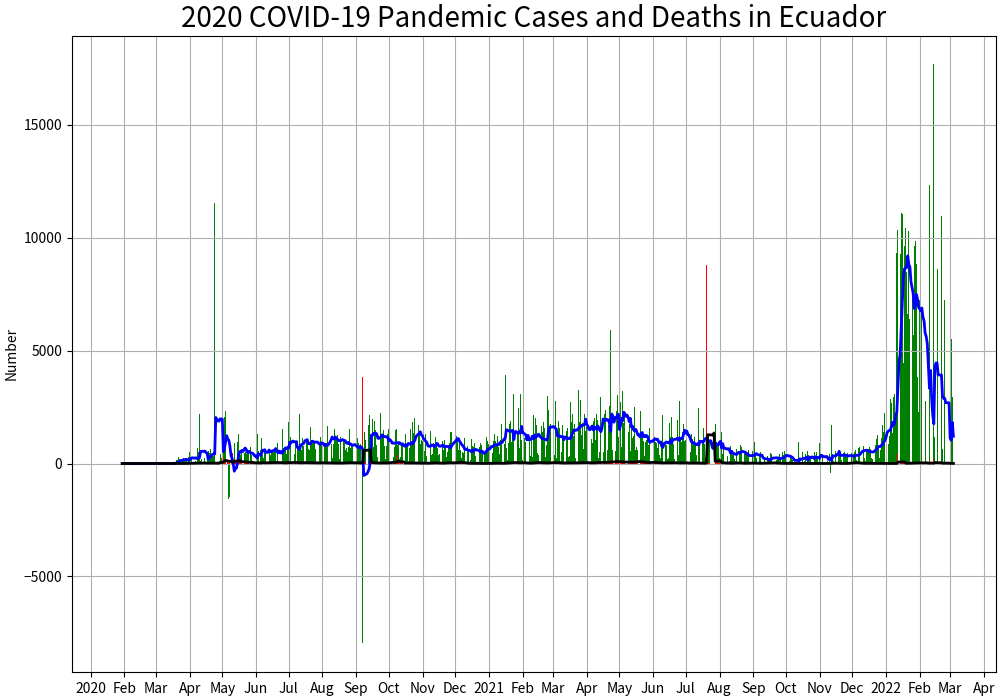 2020 COVID-19 Pandemic Cases and Deaths in Ecuador
15000
10000
5000
0
−5000
Number
2020 Feb Mar Apr May Jun Jul Aug Sep Oct Nov Dec 2021 Feb Mar Apr May Jun Jul Aug Sep Oct Nov Dec 2022 Feb Mar Apr